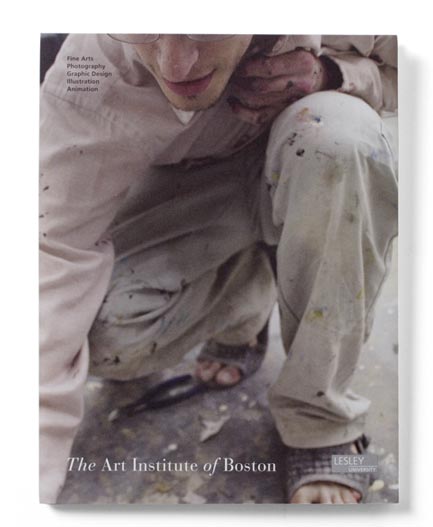 Fine Arts
Photography
Graphic Design
Illustration
Animation
The Art Institute of Boston
LESLEY
UNIVERSITY